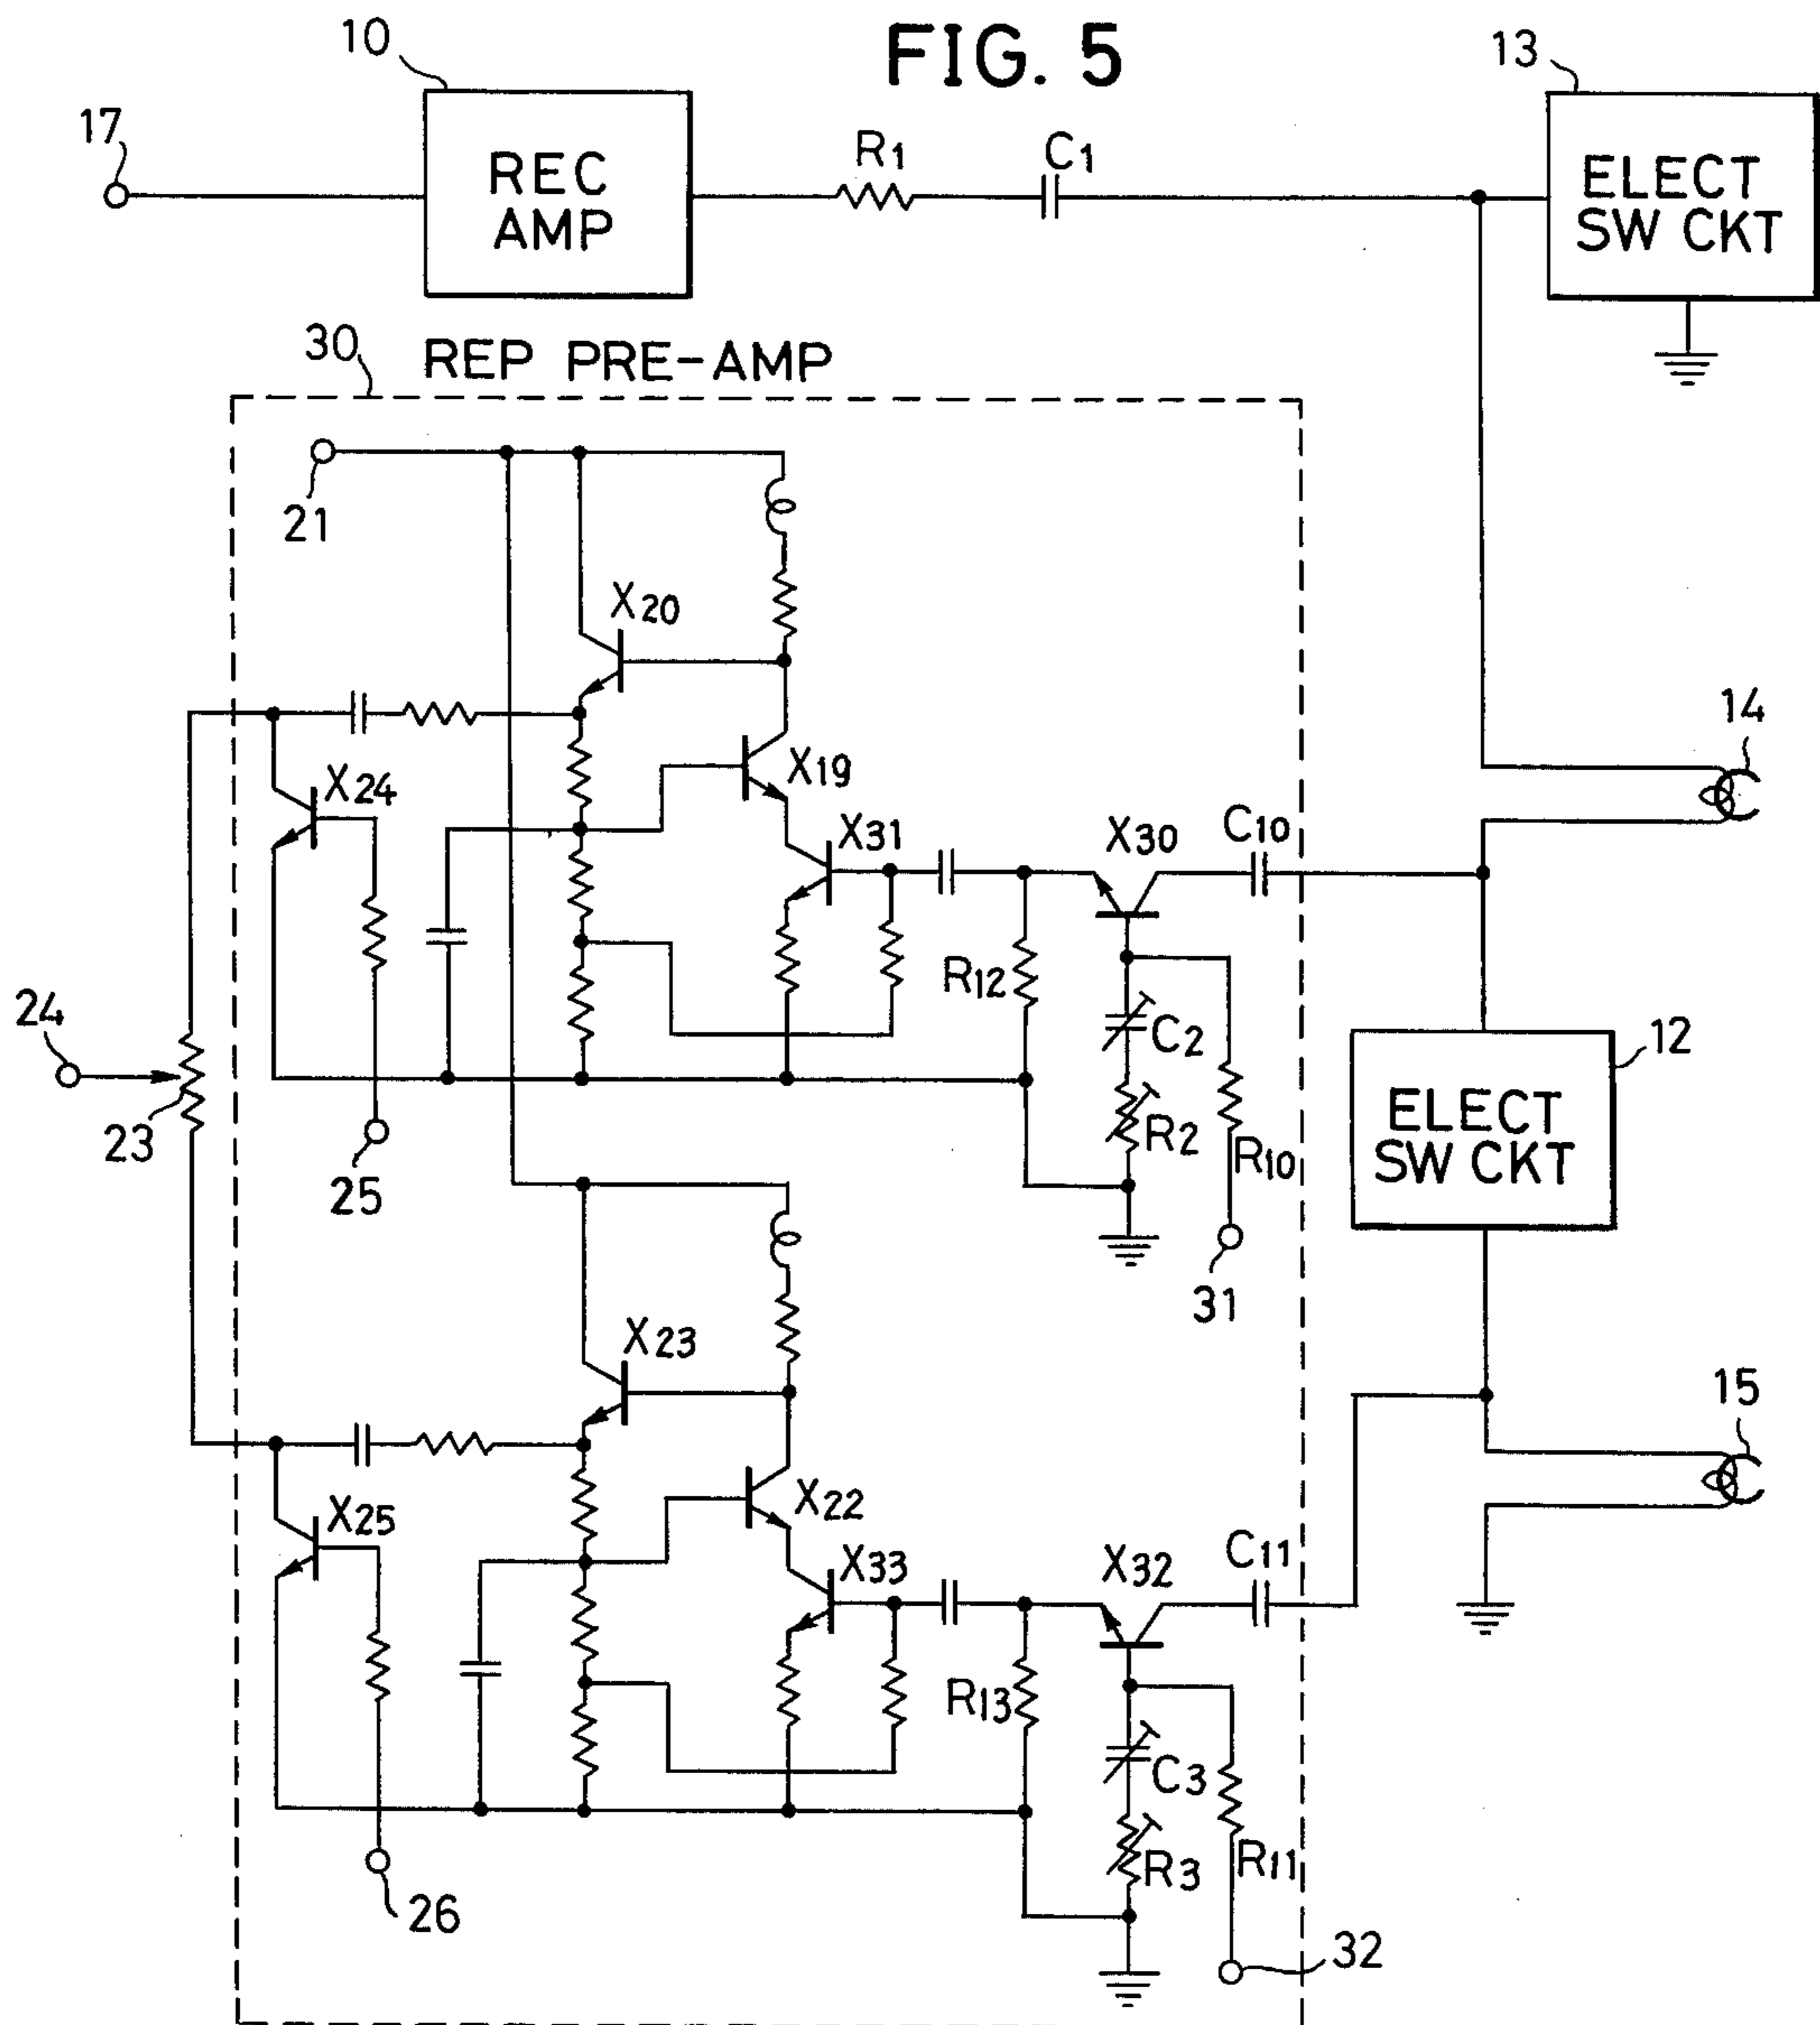 FIG. 5
10
13
17
REC
AMP
R1
C1
ELECT
SW CKT
30
REP PRE-AMP
21
X20
14
X19
X24
X31
X30
C10
R12
24
C2
12
23
R2
ELECT
SW CKT
25
R10
31
X23
15
X25
X22
X33
X32
C11
R13
C3
R3
R11
26
32